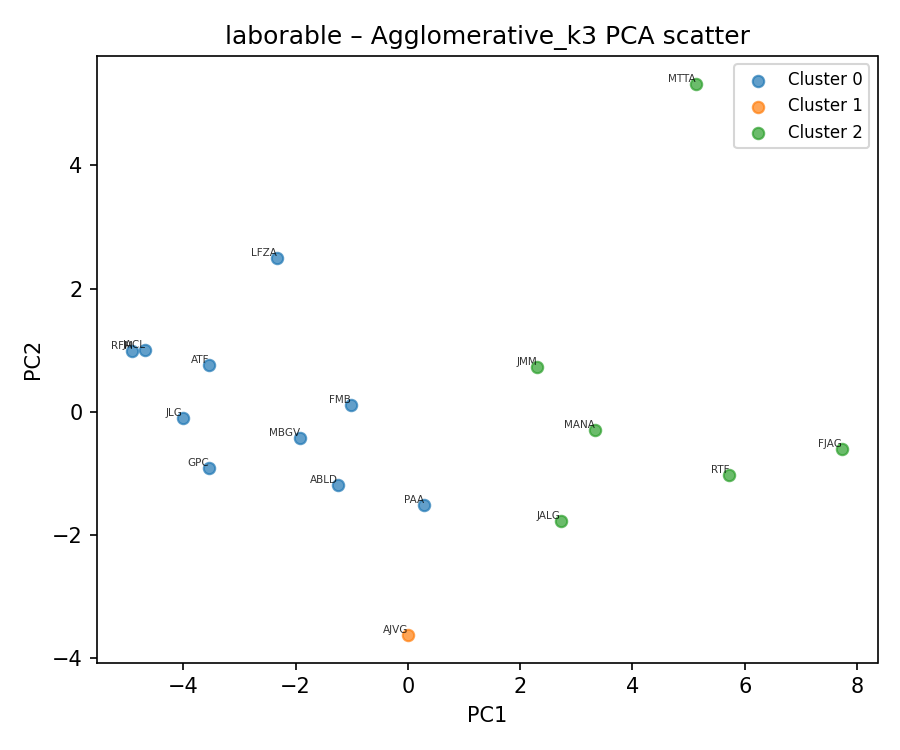 laborable – Agglomerative_k3 PCA scatter
MTTA
Cluster 0
Cluster 1
Cluster 2
4
LFZA
2
ATF
JMM
FMB
0
JLG
MANA
MBGV
FJAG
GPC
RTF
ABLD
PAA
JALG
−2
AJVG
−4
−4 −2 0 2 4 6 8
PC1
PC2